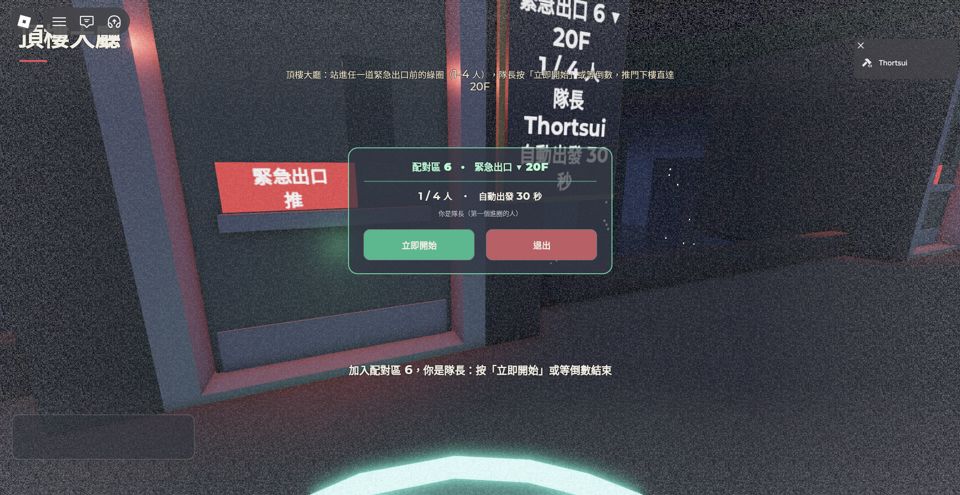 頂樓大廳
頂樓大廳：站進任一道緊急出口前的綠圈（1-4 人），隊長按「立即開始」或等倒數，推門下樓直達
20F
Thortsui
緊急出口 6 ▼
20F
1 / 4 人
隊長
Thortsui
自動出發 30
秒
緊急出口
推
配對區 6 • 緊急出口 ▼ 20F
1 / 4 人 · 自動出發 30 秒
你是隊長（第一個進圈的人）
立即開始
退出
加入配對區 6，你是隊長：按「立即開始」或等倒數結束